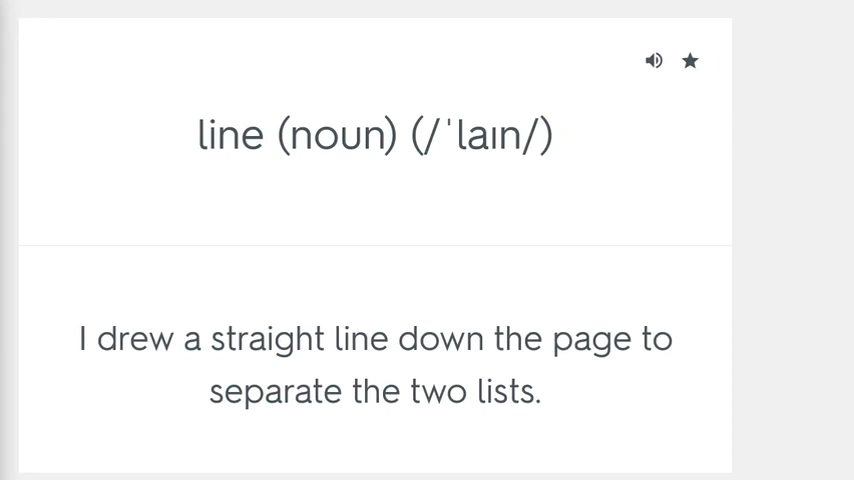 line (noun) (/ˈlaɪn/)
I drew a straight line down the page to
separate the two lists.